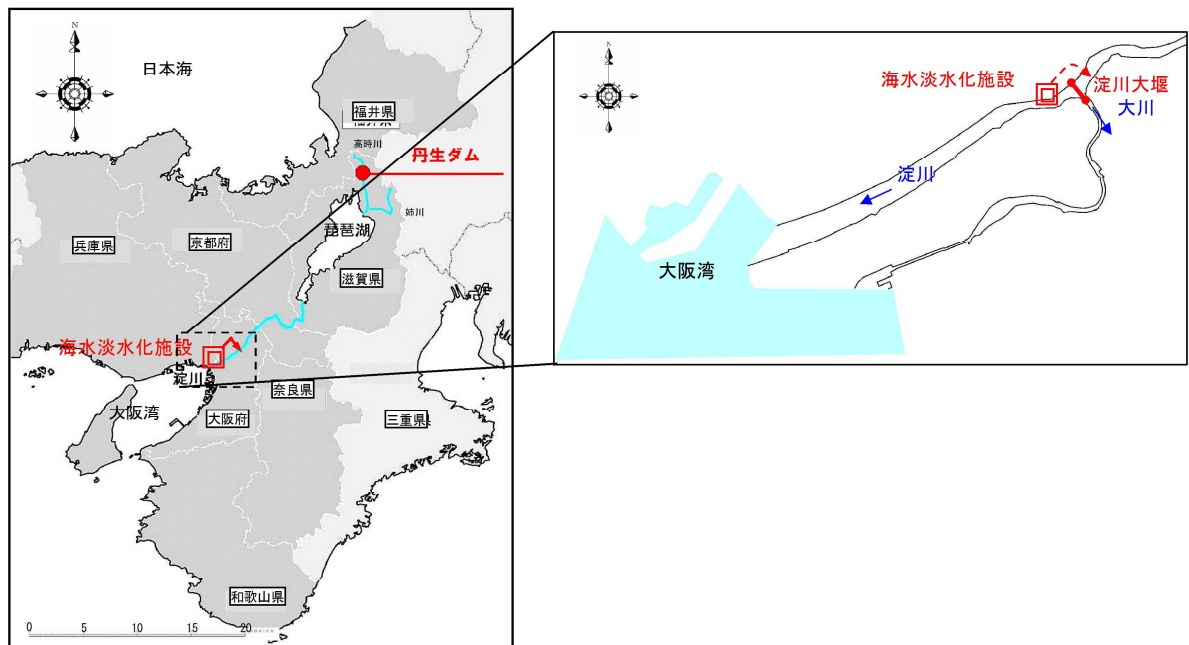 N
日本海
福井県
高時川
丹生ダム
姉川
琵琶湖
兵庫県
京都府
滋賀県
海水淡水化施設
淀川
奈良県
大阪湾
大阪府
三重県
和歌山県
0 5 10 15 20
N
海水淡水化施設
淀川大堰
大川
淀川
大阪湾